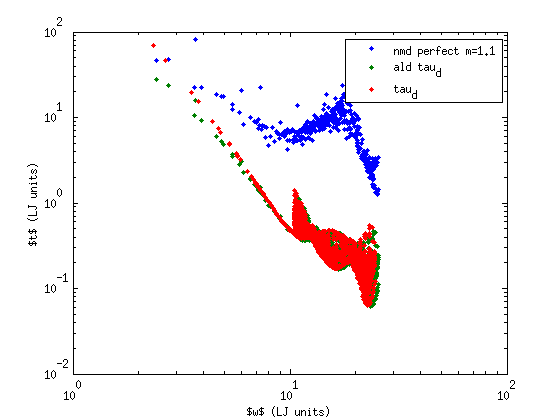 10^2
10^1
10^0
10^-1
10^-2
$t$ (LJ units)
nmd perfect m=1.1
ald tau_d
tau_d
10^0
10^1
10^2
$w$ (LJ units)